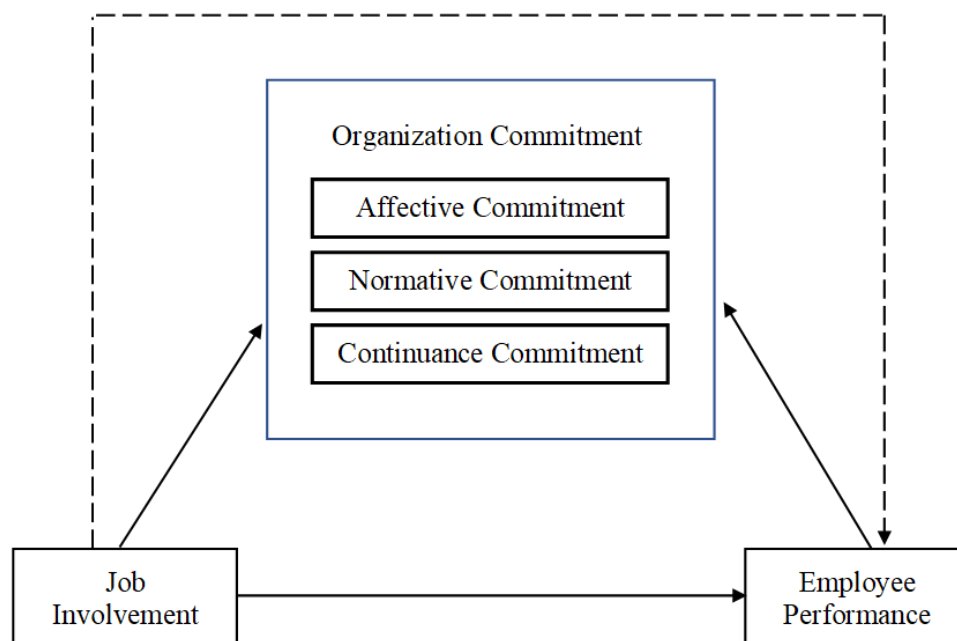 Organization Commitment
Affective Commitment
Normative Commitment
Continuance Commitment
Job
Involvement
Employee
Performance